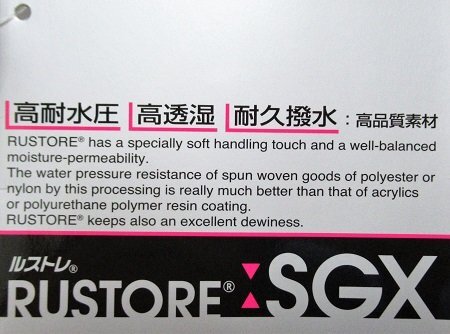 高耐水圧 高透湿 耐久撥水：高品質素材
RUSTORE® has a specially soft handling touch and a well-balanced
moisture-permeability.
The water pressure resistance of spun woven goods of polyester or
nylon by this processing is really much better than that of acrylics
or polyurethane polymer resin coating.
RUSTORE® keeps also an excellent dewiness.
ルストレ®
RUSTORE® SGX